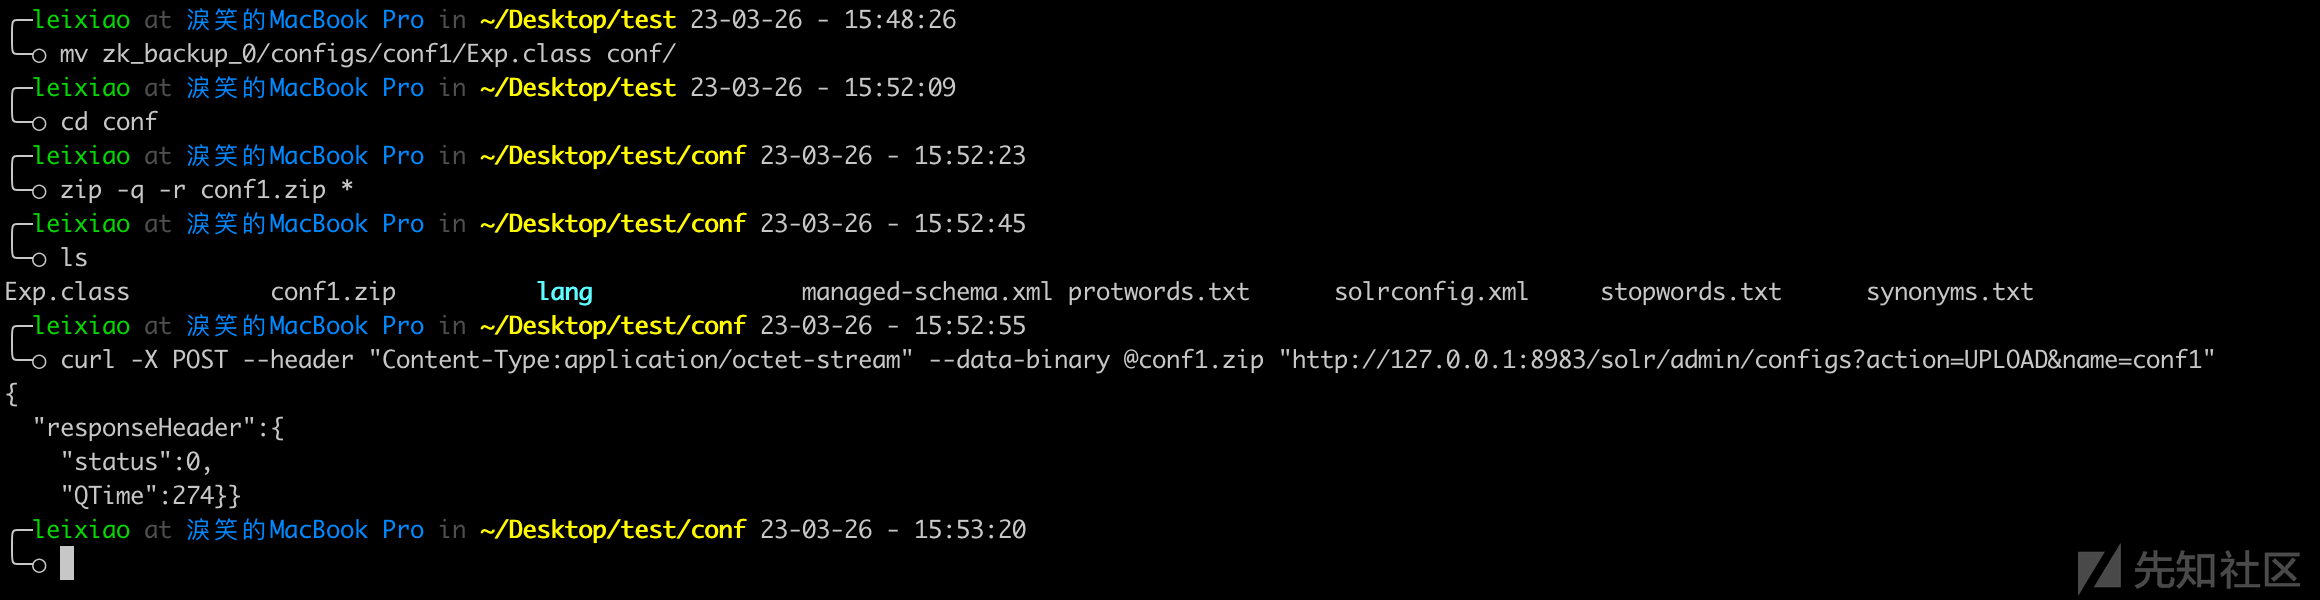 leixiao at 淚笑的MacBook Pro in ~/Desktop/test 23-03-26 - 15:48:26
mv zk_backup_0/configs/conf1/Exp.class conf/
leixiao at 淚笑的MacBook Pro in ~/Desktop/test 23-03-26 - 15:52:09
cd conf
leixiao at 淚笑的MacBook Pro in ~/Desktop/test/conf 23-03-26 - 15:52:23
zip -q -r conf1.zip *
leixiao at 淚笑的MacBook Pro in ~/Desktop/test/conf 23-03-26 - 15:52:45
ls
Exp.class conf1.zip lang managed-schema.xml protwords.txt solrconfig.xml stopwords.txt synonyms.txt
leixiao at 淚笑的MacBook Pro in ~/Desktop/test/conf 23-03-26 - 15:52:55
curl -X POST --header "Content-Type:application/octet-stream" --data-binary @conf1.zip "http://127.0.0.1:8983/solr/admin/configs?action=UPLOAD&name=conf1"
{
"responseHeader":{
"status":0,
"QTime":274}}
leixiao at 淚笑的MacBook Pro in ~/Desktop/test/conf 23-03-26 - 15:53:20
先知社区